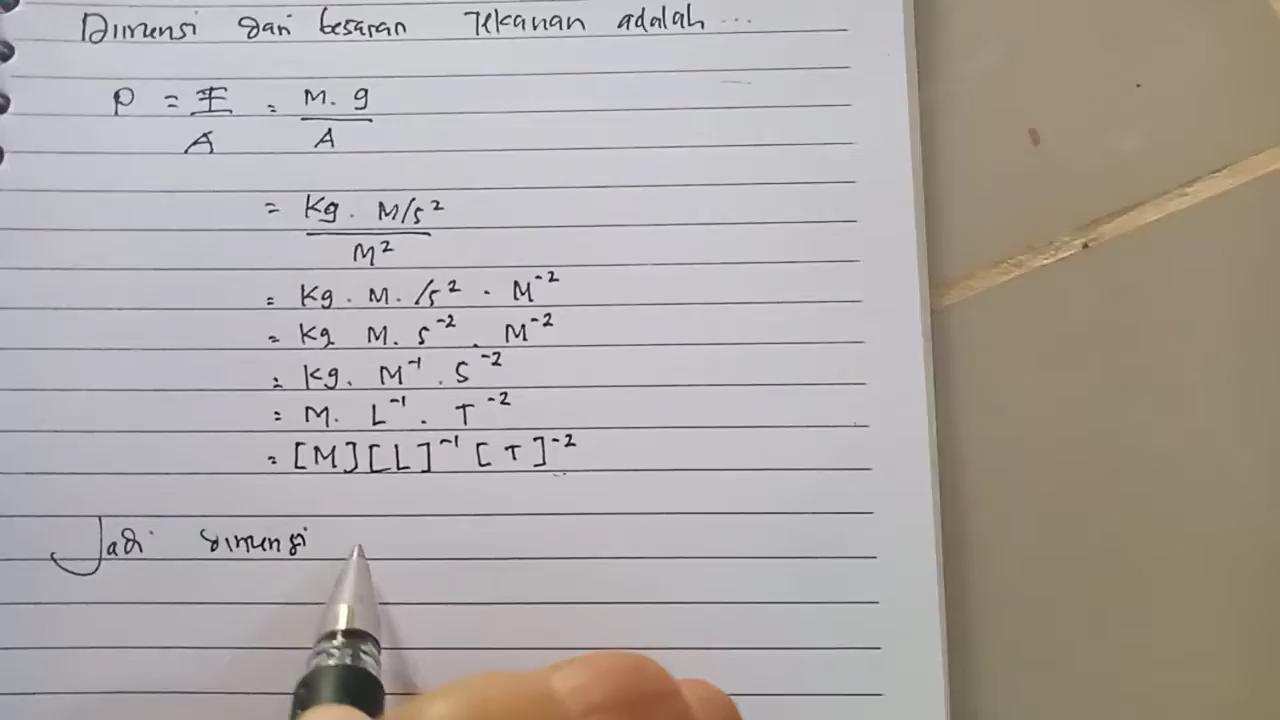 Dimensi dari besaran Tekanan adalah ...
P = F = M. g
A A
= Kg. M/s²
M²
= Kg. M. /s² . M⁻²
= Kg M. s⁻² . M⁻²
= Kg. M⁻¹ . S⁻²
= M. L⁻¹ . T⁻²
= [M][L]⁻¹ [T]⁻²
Jadi dimensi